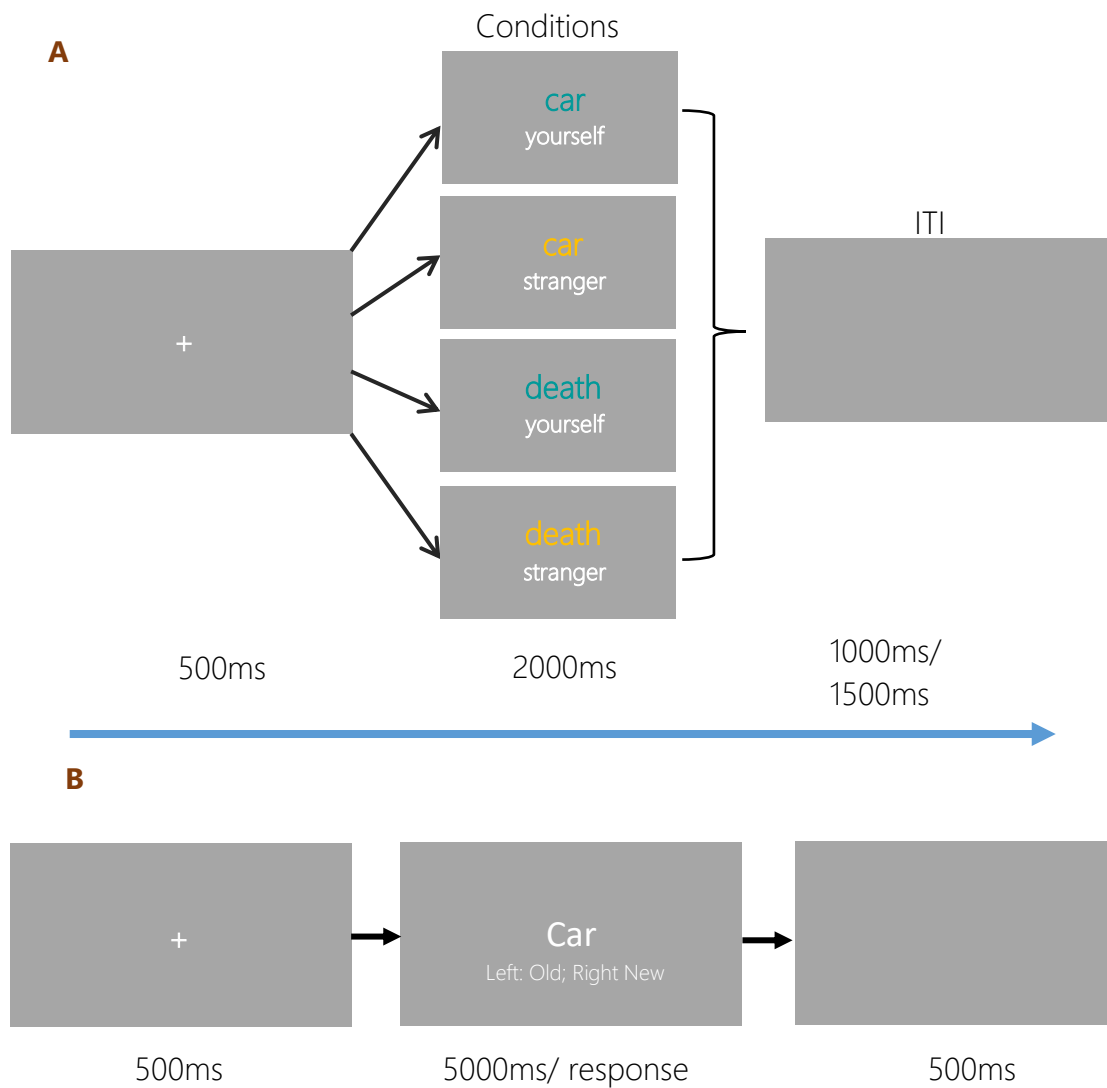 A
Conditions
car
yourself
car
stranger
death
yourself
death
stranger
+
ITI
500ms
2000ms
1000ms/
1500ms
B
+
Car
Left: Old; Right New
500ms
5000ms/ response
500ms